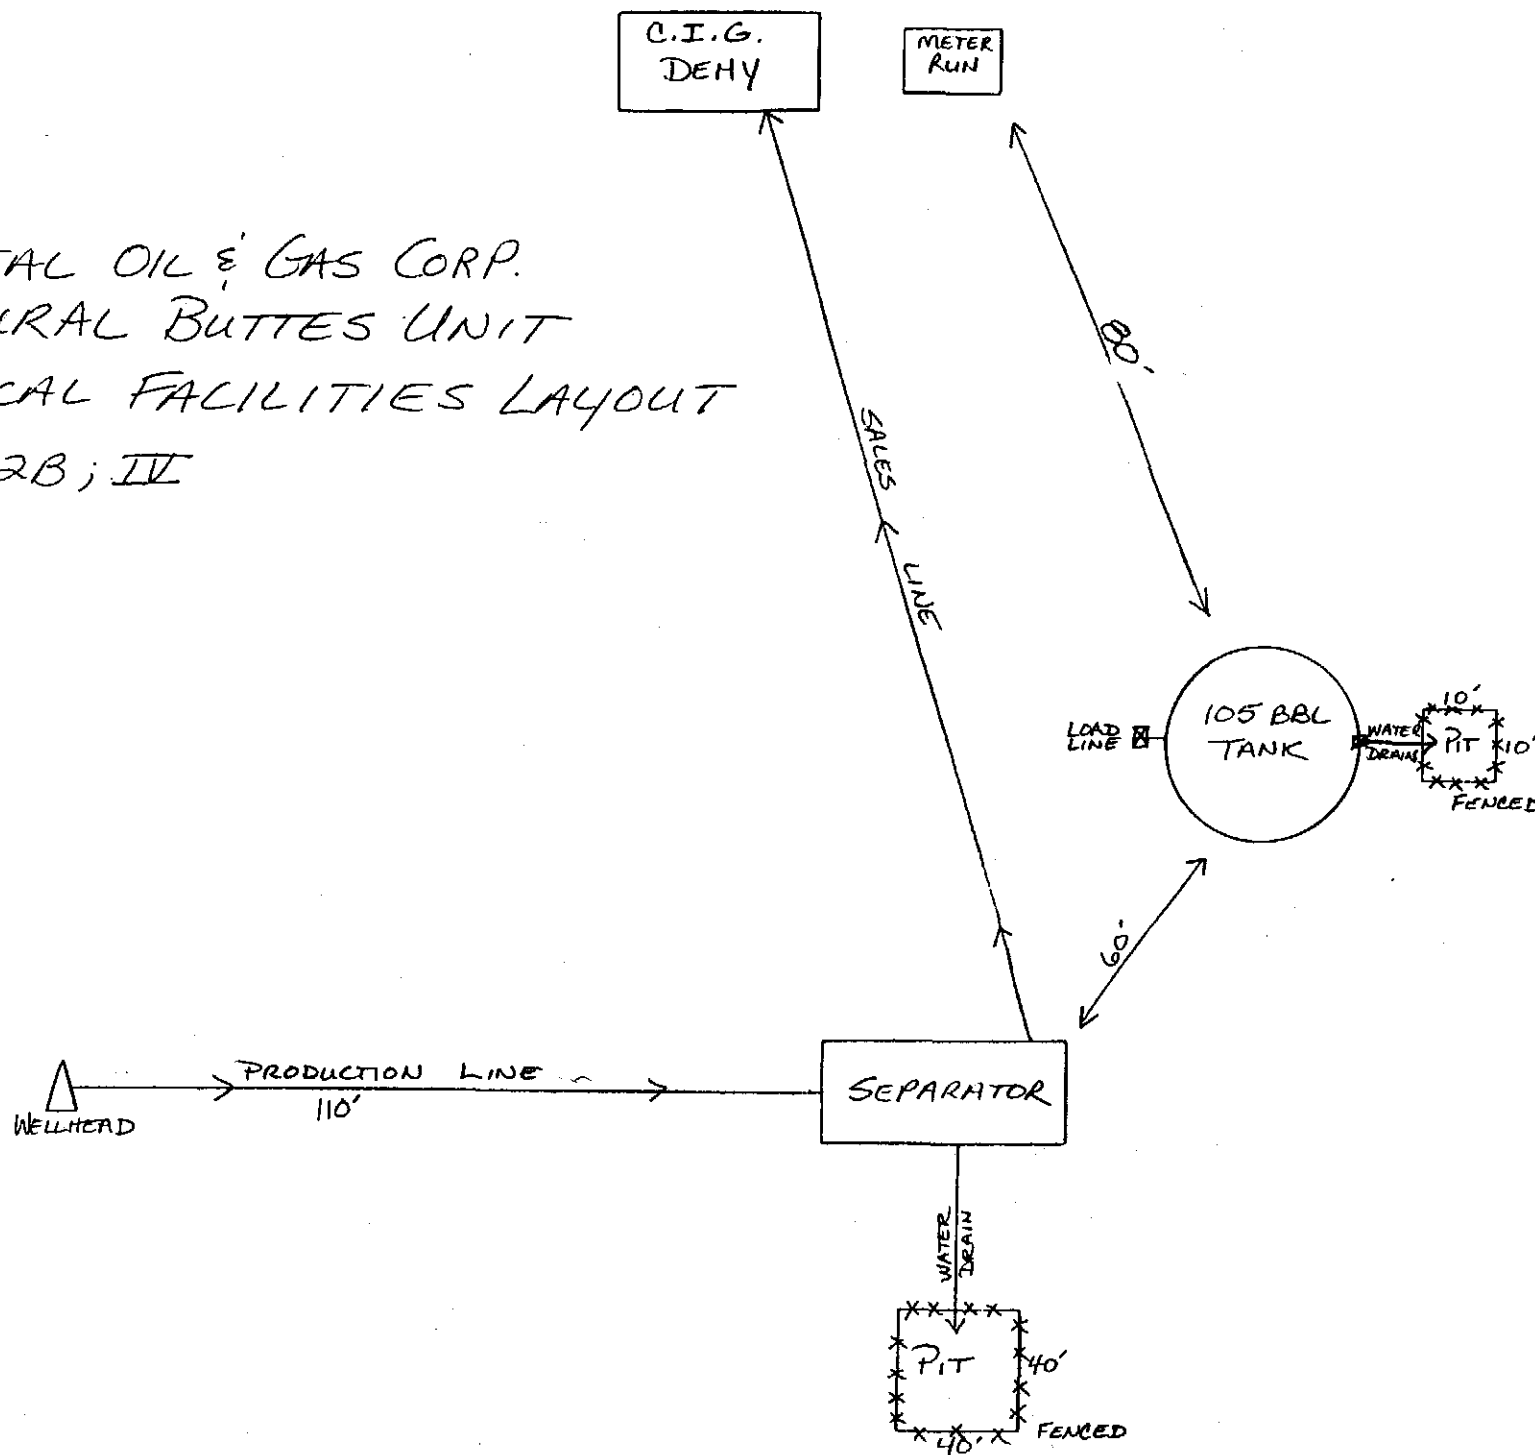 C.I.G.
DEHY
METER
RUN
TAL OIL & GAS CORP.
RAL BUTTES UNIT
CAL FACILITIES LAYOUT
2B; IV
80'
SALES LINE
LOAD
LINE
105 BBL
TANK
WATER
DRAIN
10'
PIT
10'
FENCED
60'
PRODUCTION LINE
110'
WELLHEAD
SEPARATOR
WATER
DRAIN
PIT
40'
40'
FENCED